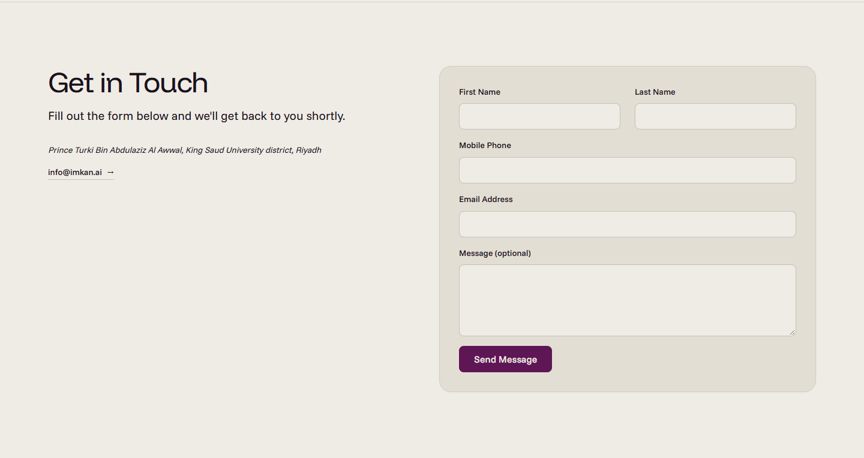 Get in Touch
Fill out the form below and we'll get back to you shortly.
Prince Turki Bin Abdulaziz Al Awwal, King Saud University district, Riyadh
info@imkan.ai →
First Name
Last Name
Mobile Phone
Email Address
Message (optional)
Send Message